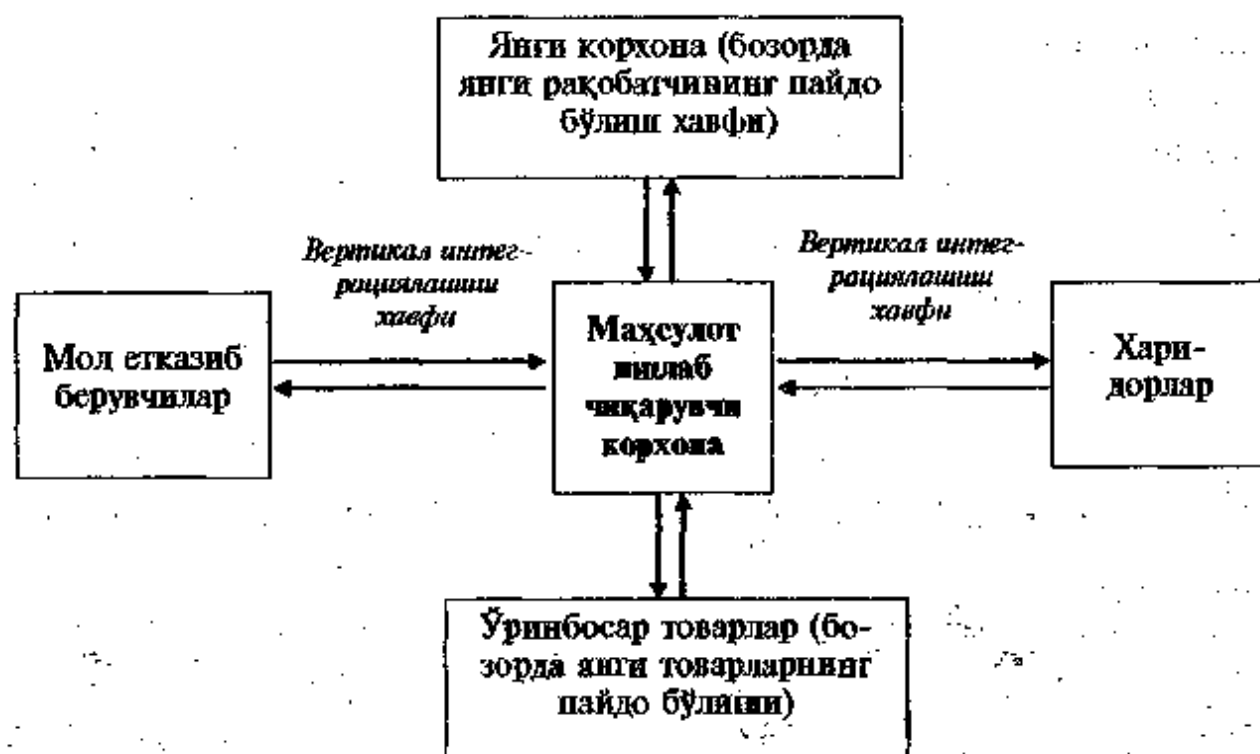 Янги корхона (бозорда
янги рақобатчининг пайдо
бўлиш хавфи)
Вертикал интег-
рациялашиш
хавфи
Вертикал интег-
рациялашиш
хавфи
Мол етказиб
берувчилар
Маҳсулот
ишлаб
чиқарувчи
корхона
Хари-
дорлар
Ўринбосар товарлар (бо-
зорда янги товарларнинг
пайдо бўлиши)